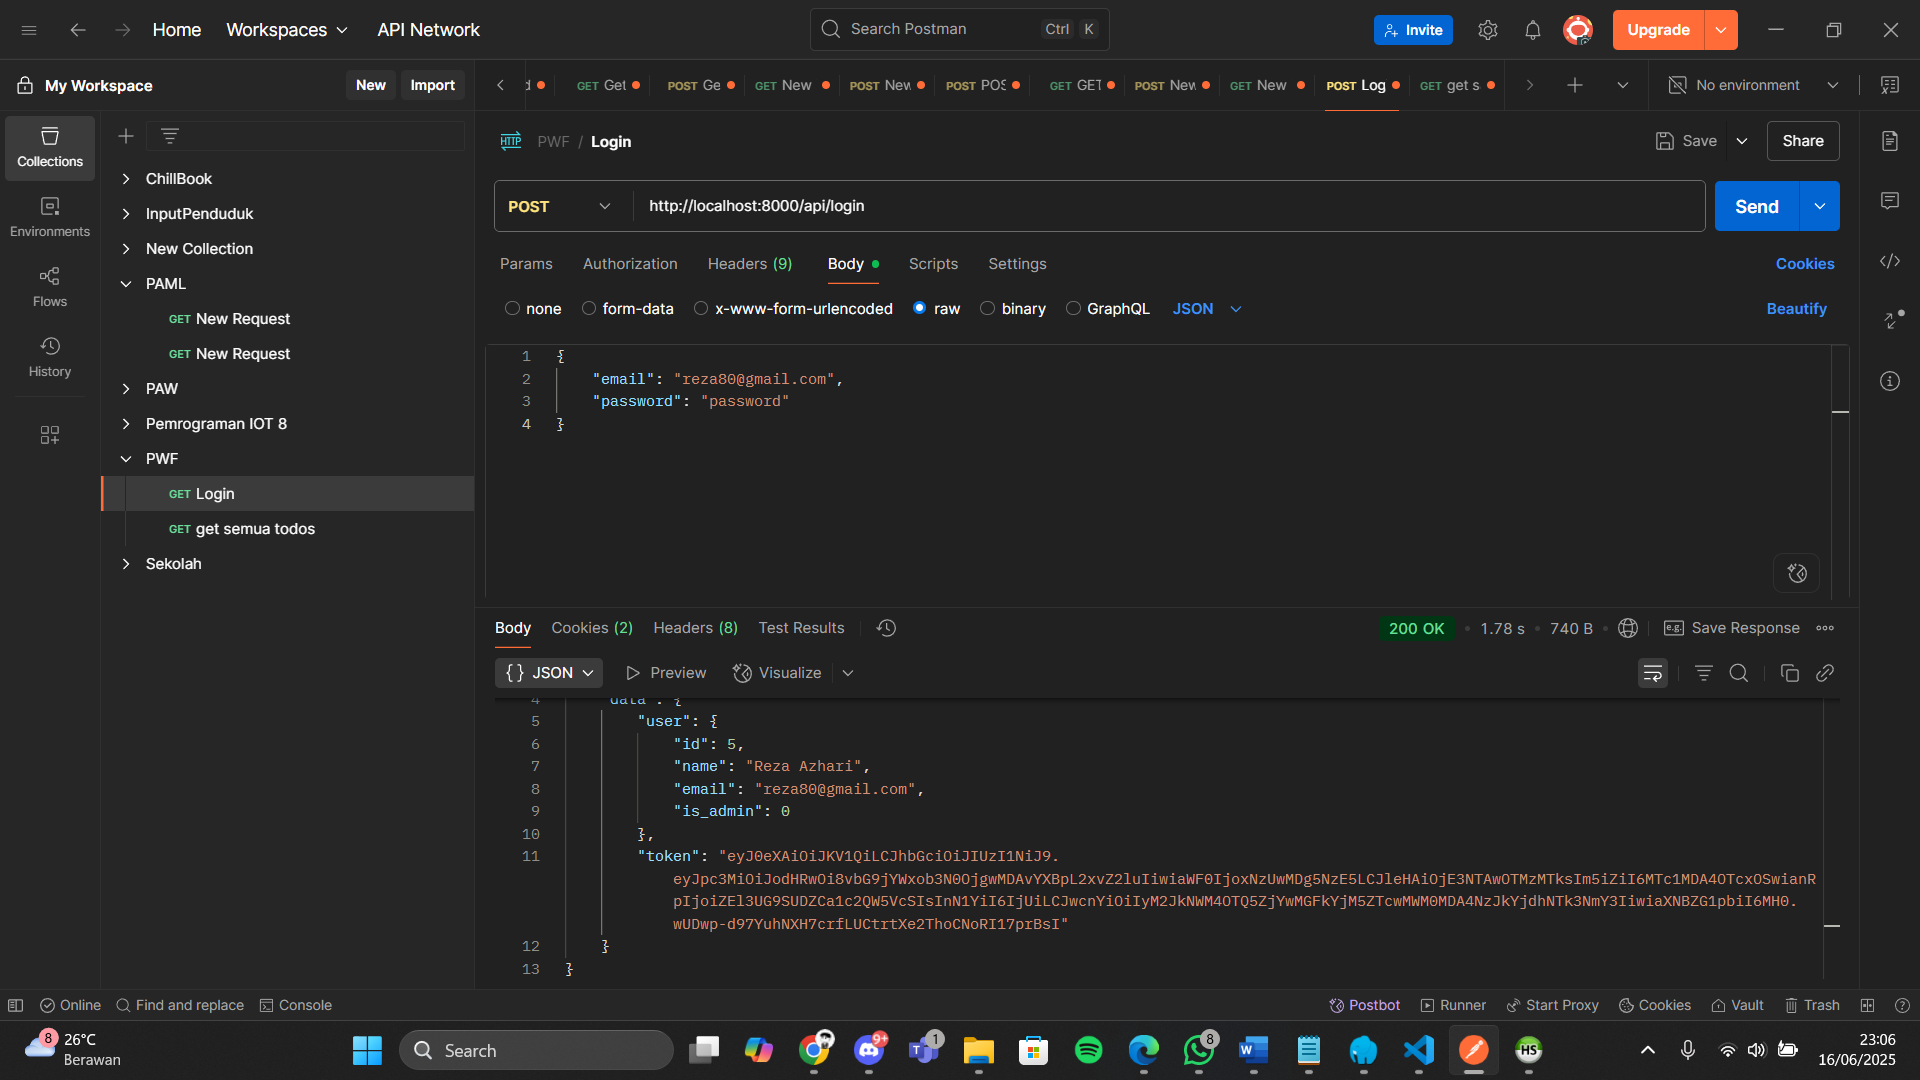 Home
Workspaces
API Network
Search Postman
Ctrl
K
Invite
Upgrade
My Workspace
New
Import
d
GET Get
POST Ge
GET New
POST New
POST POS
GET GET
POST New
GET New
POST Log
GET get s
No environment
Collections
Environments
Flows
History
ChillBook
InputPenduduk
New Collection
PAML
GET New Request
GET New Request
PAW
Pemrograman IOT 8
PWF
GET Login
GET get semua todos
Sekolah
HTTP
PWF / Login
Save
Share
POST
http://localhost:8000/api/login
Send
Params
Authorization
Headers (9)
Body
Scripts
Settings
Cookies
none
form-data
x-www-form-urlencoded
raw
binary
GraphQL
JSON
Beautify
1 {
2 "email": "reza80@gmail.com",
3 "password": "password"
4 }
Body
Cookies (2)
Headers (8)
Test Results
200 OK
1.78 s
740 B
e.g.
Save Response
{} JSON
Preview
Visualize
4 "data": {
5 "user": {
6 "id": 5,
7 "name": "Reza Azhari",
8 "email": "reza80@gmail.com",
9 "is_admin": 0
10 },
11 "token": "eyJ0eXAiOiJKV1QiLCJhbGciOiJIUzI1NiJ9.
eyJpc3MiOiJodHRwOi8vbG9jYWxob3N0OjgwMDAvYXBpL2xvZ2luIiwiaWF0IjoxNzUwMDg5NzE5LCJleHAiOjE3NTAwOTMzMTksIm5iZiI6MTc1MDA4OTcxOSwianR
pIjoiZEl3UG9SUDZCa1c2QW5VcSIsInN1YiI6IjUiLCJwcnYiOiIyM2JkNWM4OTQ5ZjYwMGFkYjM5ZTcwMWM0MDA4NzJkYjdhNTk3NmY3IiwiaXNBZG1pbiI6MH0.
wUDwp-d97YuhNXH7crfLUCtrtXe2ThoCNoRI17prBsI"
12 }
13 }
Online
Find and replace
Console
Postbot
Runner
Start Proxy
Cookies
Vault
Trash
8
26°C
Berawan
Search
9+
1
8
HS
23:06
16/06/2025